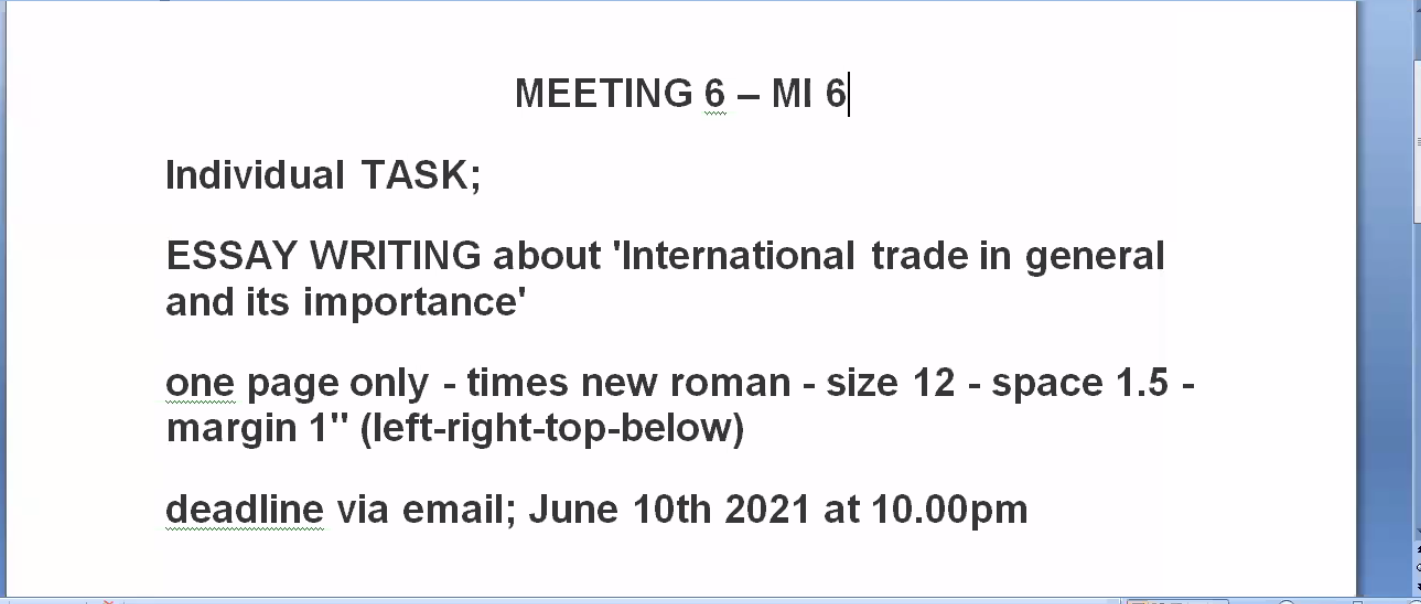 MEETING 6 – MI 6
Individual TASK;
ESSAY WRITING about 'International trade in general
and its importance'
one page only - times new roman - size 12 - space 1.5 -
margin 1" (left-right-top-below)
deadline via email; June 10th 2021 at 10.00pm